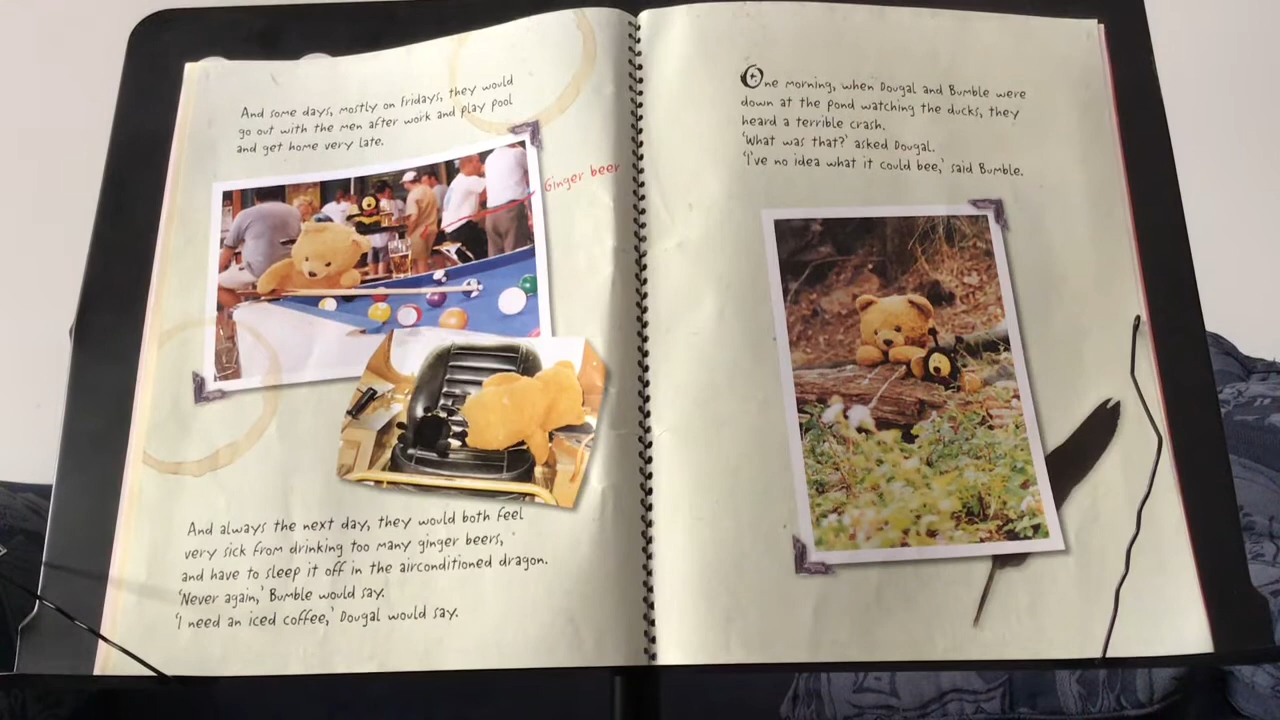 And some days, mostly on Fridays, they would
go out with the men after work and play pool
and get home very late.
Ginger beer
And always the next day, they would both feel
very sick from drinking too many ginger beers,
and have to sleep it off in the airconditioned dragon.
'Never again,' Bumble would say.
'I need an iced coffee,' Dougal would say.
One morning, when Dougal and Bumble were
down at the pond watching the ducks, they
heard a terrible crash.
'What was that?' asked Dougal.
'I've no idea what it could bee,' said Bumble.